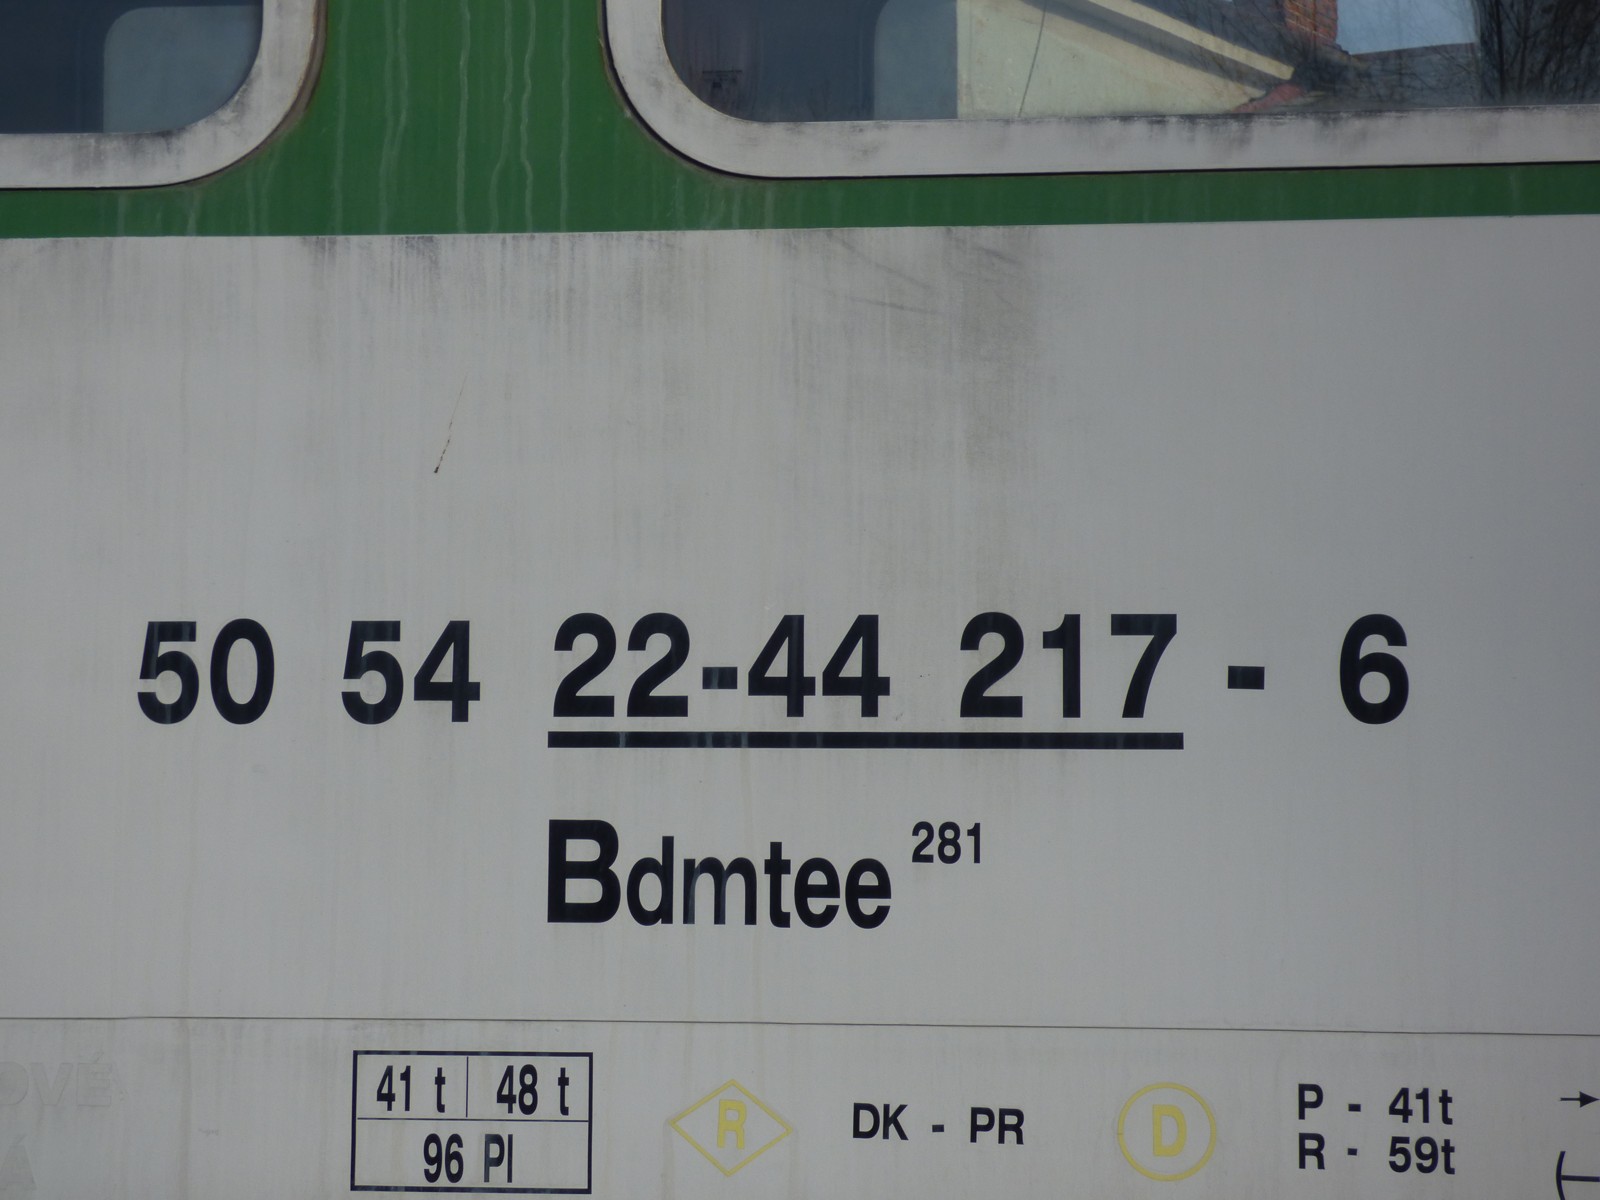 50 54 22-44 217 - 6
Bdmtee 281
41 t 48 t
96 Pl
R
DK - PR
D
P - 41t
R - 59t